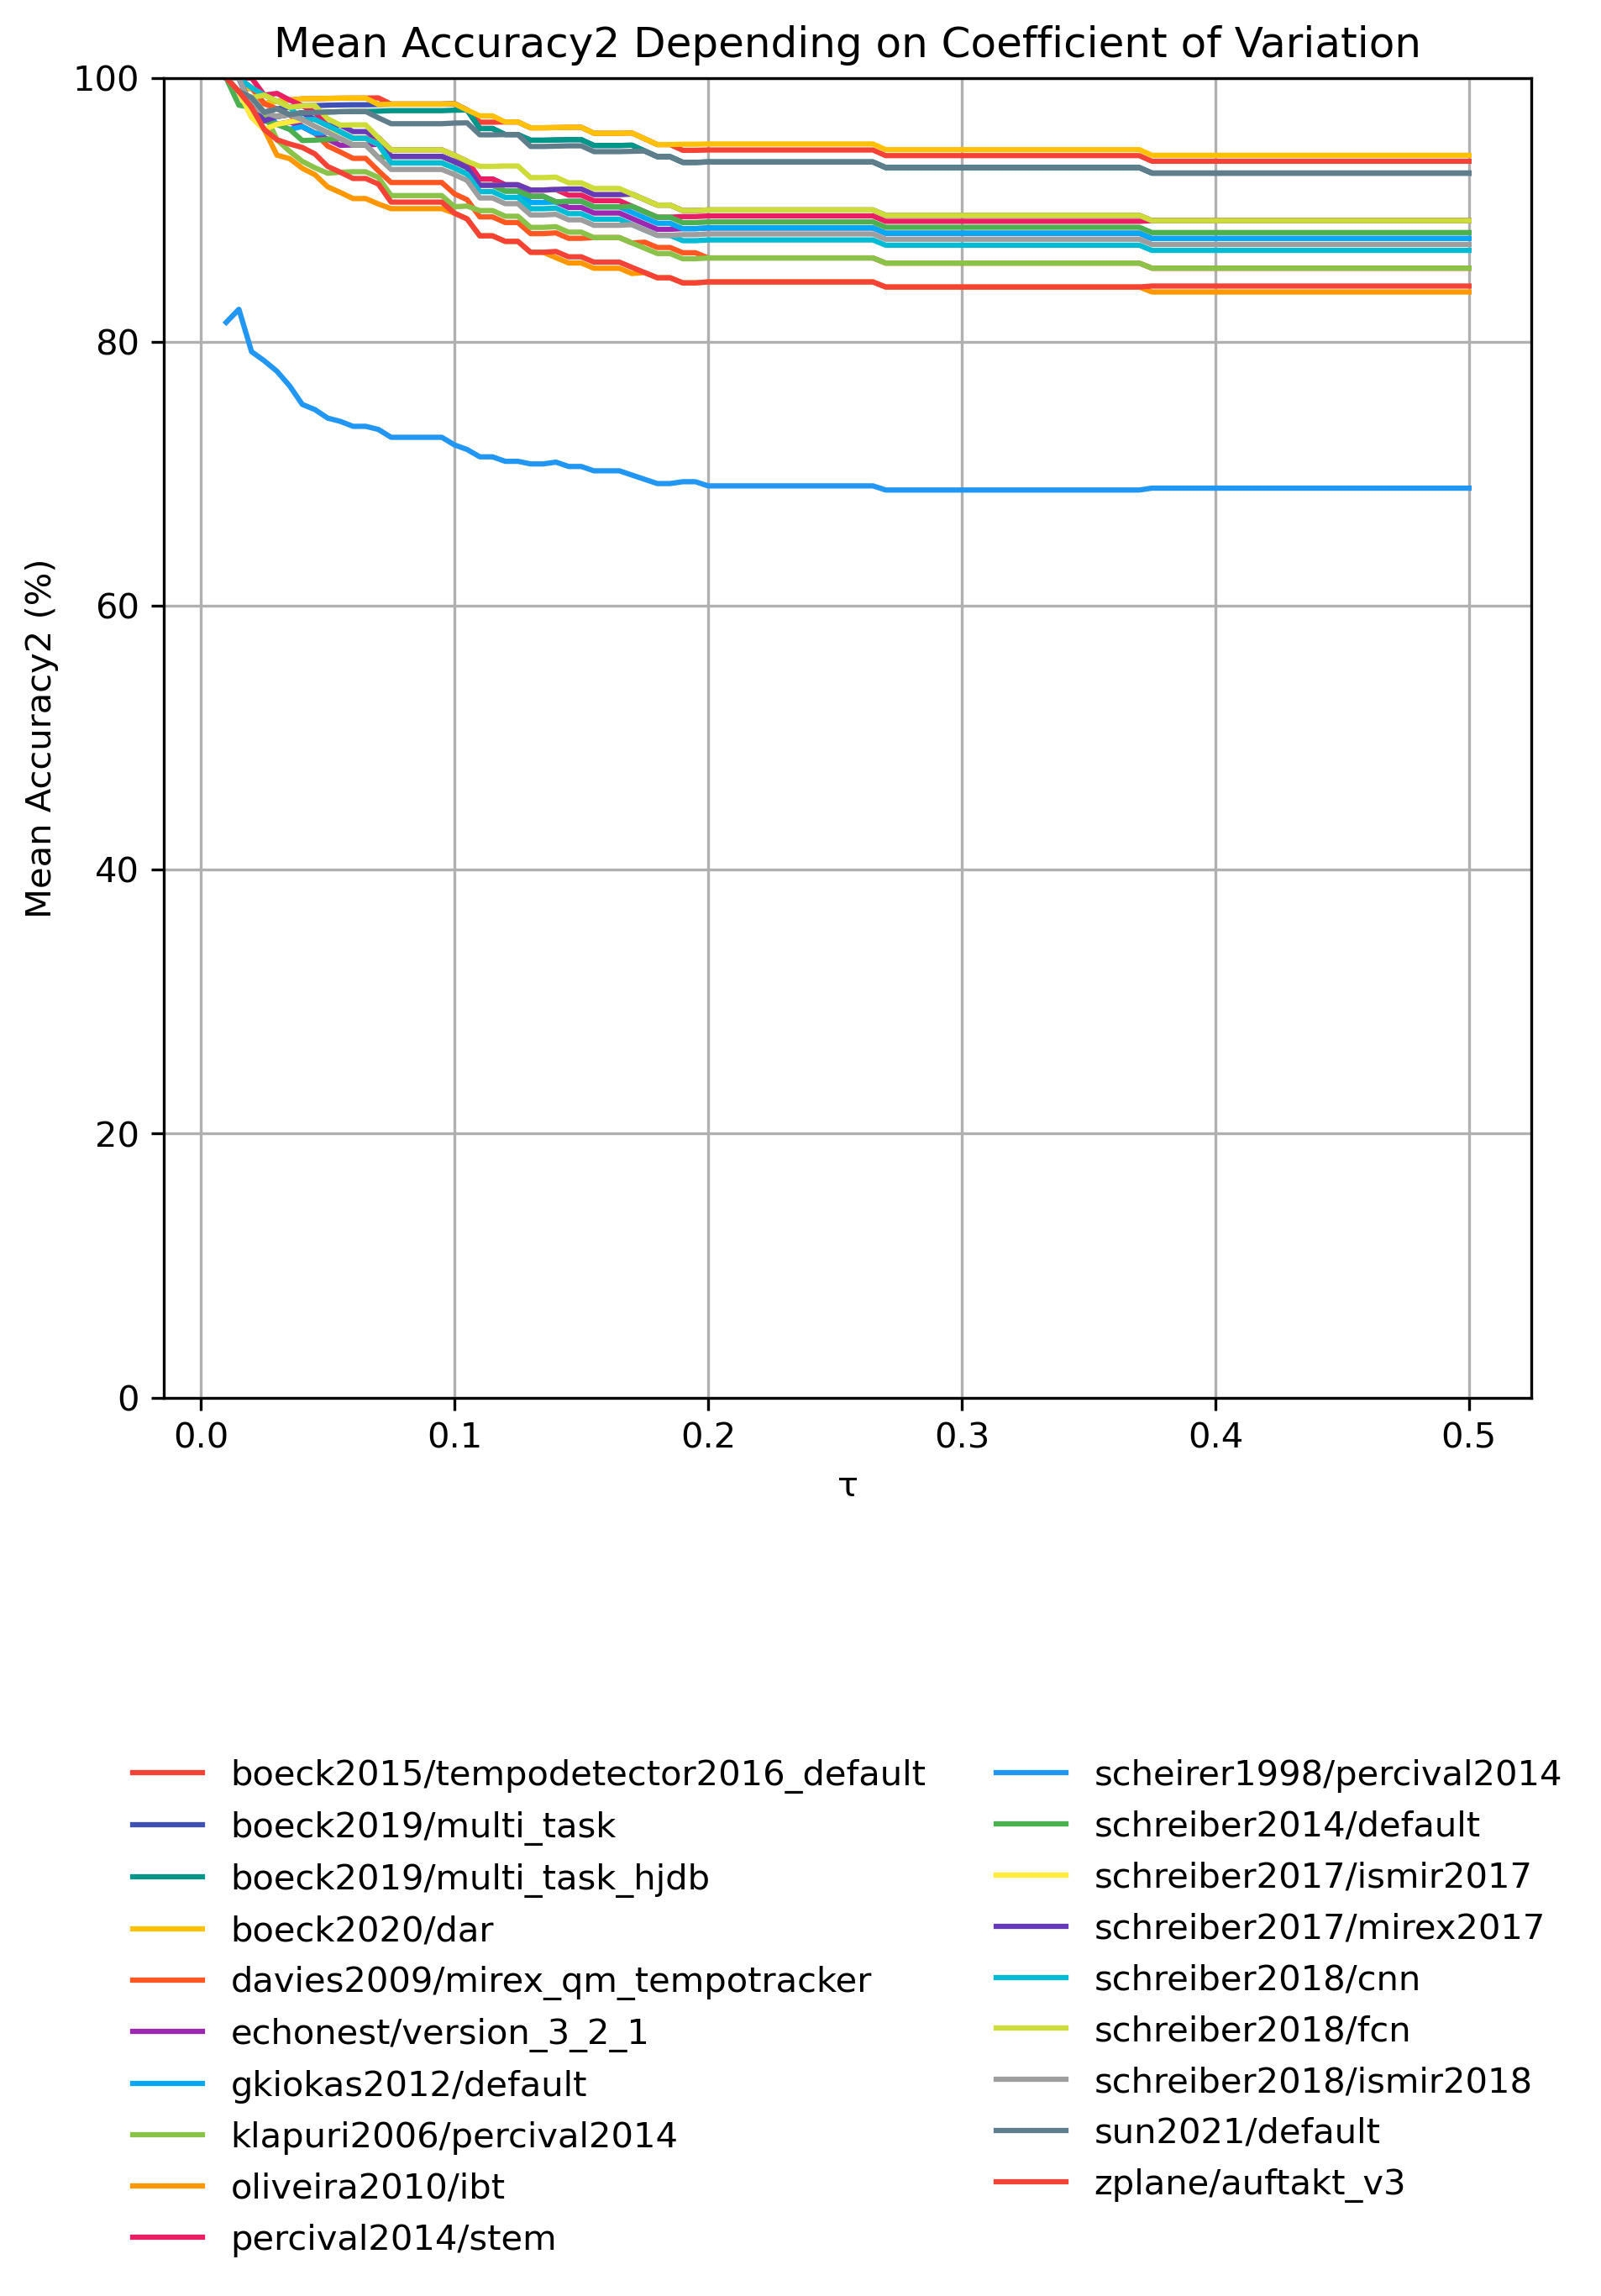 Mean Accuracy2 Depending on Coefficient of Variation
100
80
60
40
20
0
Mean Accuracy2 (%)
0.0 0.1 0.2 0.3 0.4 0.5
τ
boeck2015/tempodetector2016_default
boeck2019/multi_task
boeck2019/multi_task_hjdb
boeck2020/dar
davies2009/mirex_qm_tempotracker
echonest/version_3_2_1
gkiokas2012/default
klapuri2006/percival2014
oliveira2010/ibt
percival2014/stem
scheirer1998/percival2014
schreiber2014/default
schreiber2017/ismir2017
schreiber2017/mirex2017
schreiber2018/cnn
schreiber2018/fcn
schreiber2018/ismir2018
sun2021/default
zplane/auftakt_v3